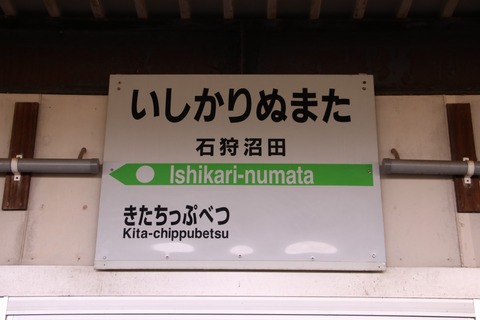 いしかりぬまた
石狩沼田
Ishikari-numata
きたちっぷべつ
Kita-chippubetsu